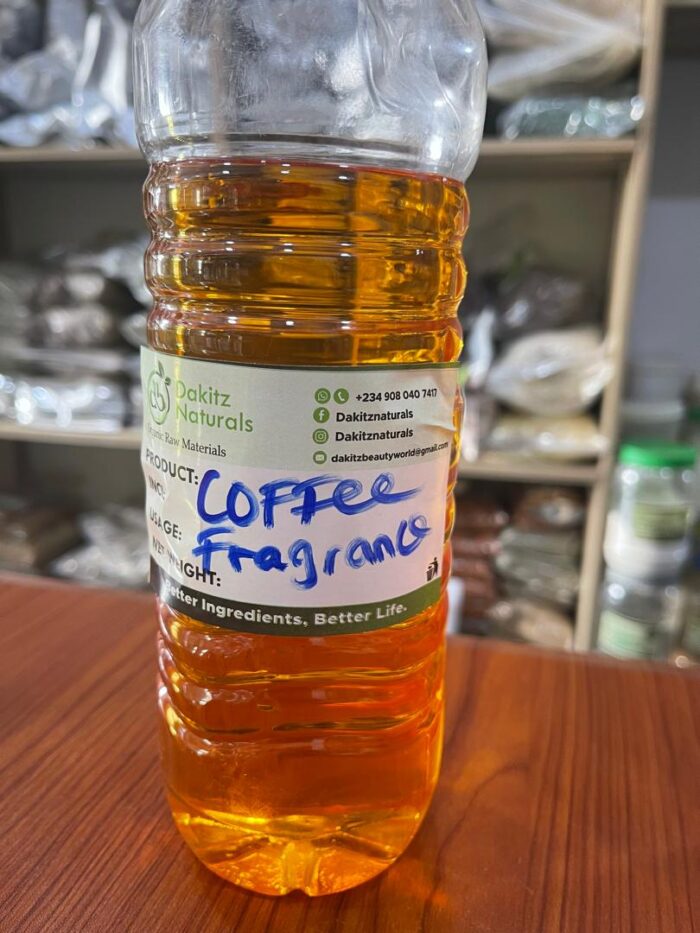 Dakitz
Naturals
Organic Raw Materials
+234 908 040 7417
Dakitznaturals
Dakitznaturals
dakitzbeautyworld@gmail.com
PRODUCT: COFFee
INCI:
USAGE: Fragrance
NET WEIGHT:
Better Ingredients, Better Life.